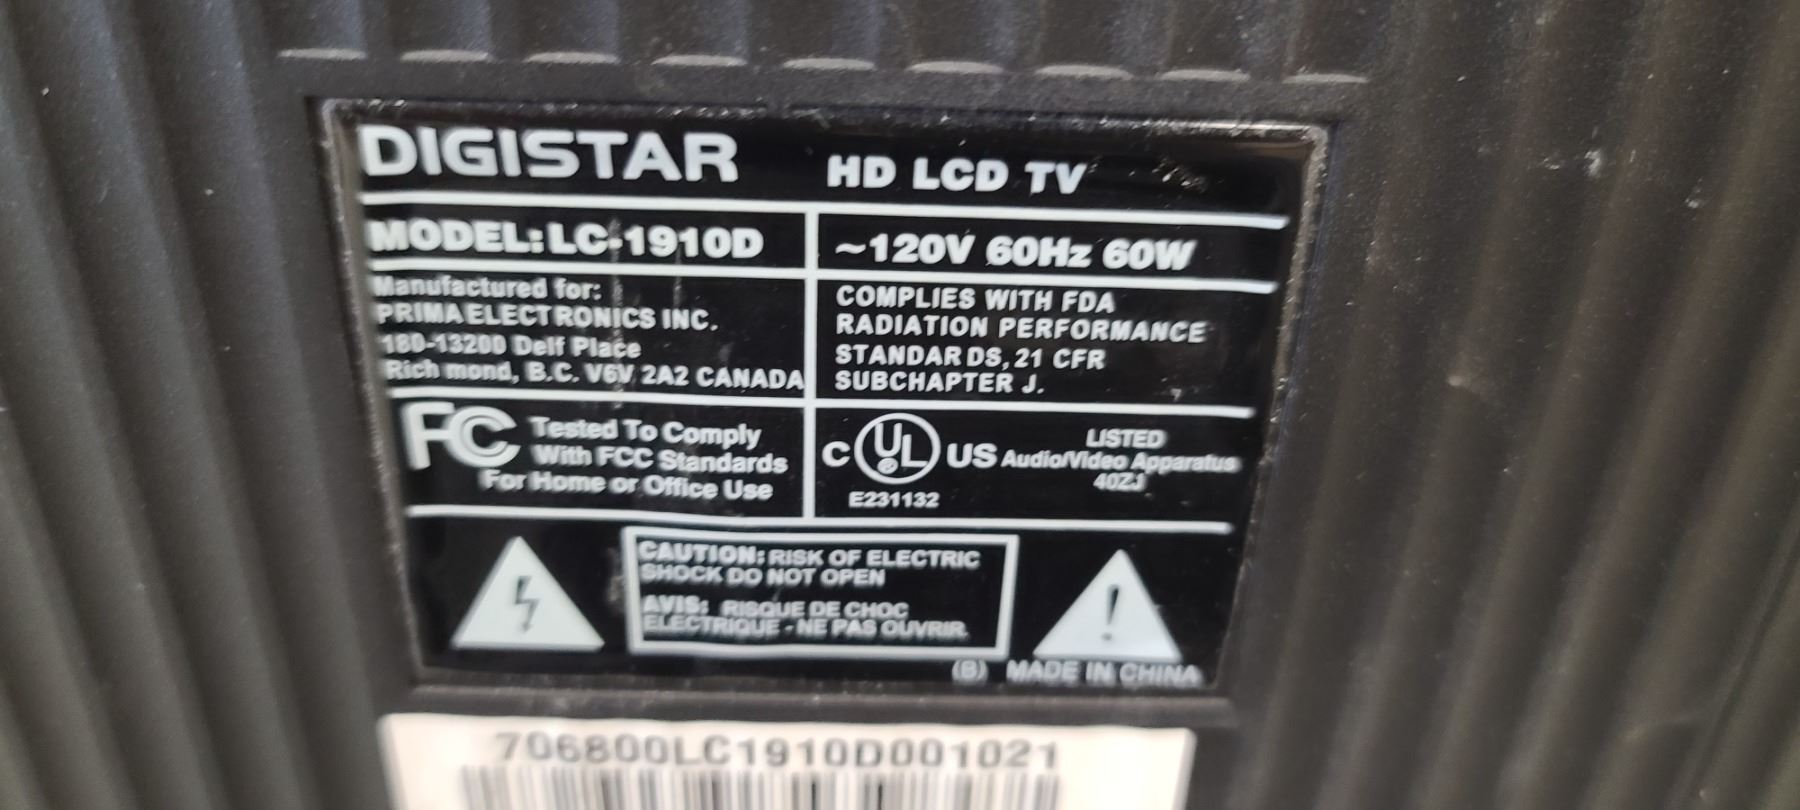 DIGISTAR HD LCD TV
MODEL:LC-1910D
~120V 60Hz 60W
Manufactured for:
PRIMA ELECTRONICS INC.
180-13200 Delf Place
Richmond, B.C. V6V 2A2 CANADA
COMPLIES WITH FDA
RADIATION PERFORMANCE
STANDARDS, 21 CFR
SUBCHAPTER J.
FC Tested To Comply
With FCC Standards
For Home or Office Use
C UL® US LISTED
Audio/Video Apparatus
40ZJ
E231132
CAUTION: RISK OF ELECTRIC
SHOCK DO NOT OPEN
AVIS: RISQUE DE CHOC
ELECTRIQUE - NE PAS OUVRIR.
(B) MADE IN CHINA
706800LC1910D001021